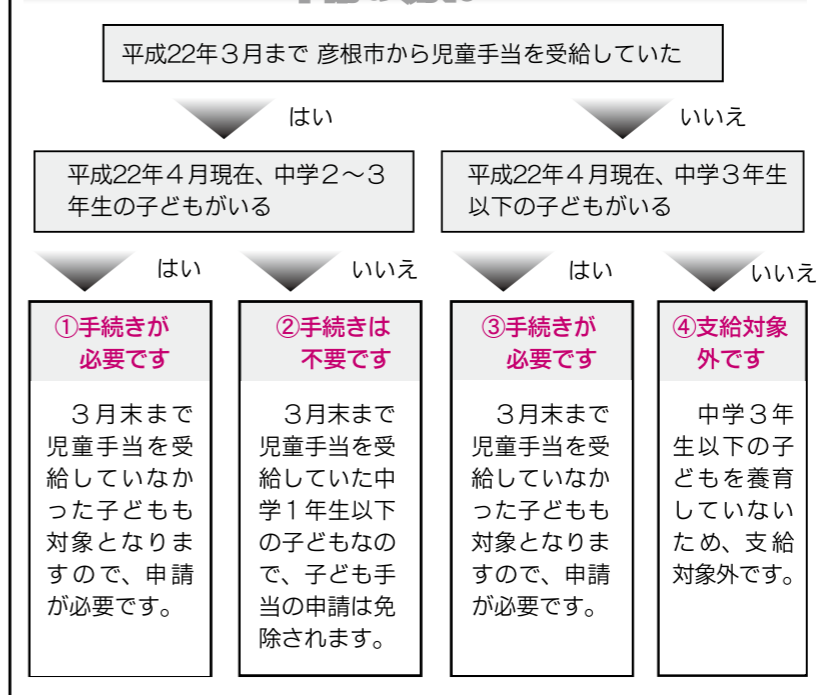 平成22年3月まで 彦根市から児童手当を受給していた
はい
いいえ
平成22年4月現在、中学2～3
年生の子どもがいる
平成22年4月現在、中学3年生
以下の子どもがいる
はい
いいえ
はい
いいえ
①手続きが
必要です
3月末まで
児童手当を受
給していなか
った子どもも
対象となりま
すので、申請
が必要です。
②手続きは
不要です
3月末まで
児童手当を受
給していた中
学1年生以下
の子どもなの
で、子ども手
当の申請は免
除されます。
③手続きが
必要です
3月末まで
児童手当を受
給していなか
った子どもも
対象となりま
すので、申請
が必要です。
④支給対象
外です
中学3年
生以下の子
どもを養育
していない
ため、支給
対象外です。